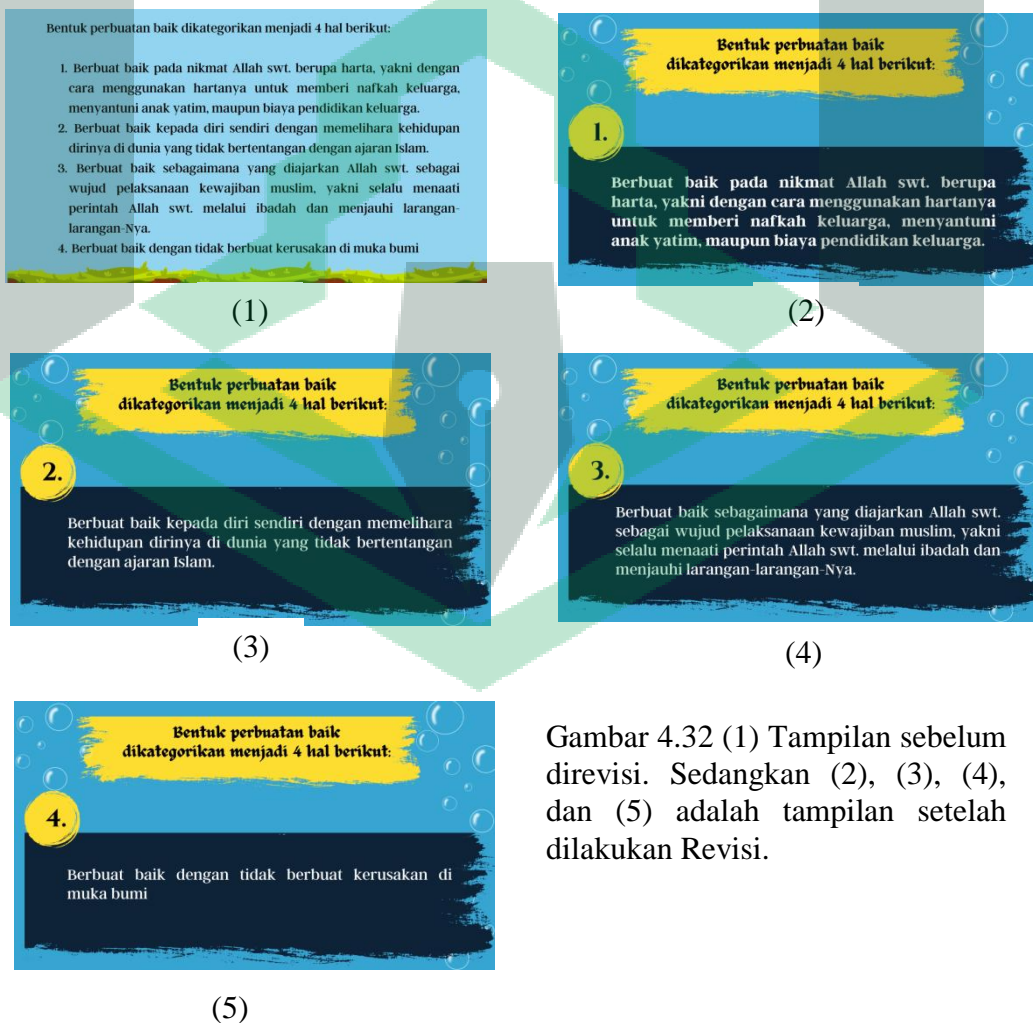 Bentuk perbuatan baik dikategorikan menjadi 4 hal berikut:
1. Berbuat baik pada nikmat Allah swt. berupa harta, yakni dengan
cara menggunakan hartanya untuk memberi nafkah keluarga,
menyantuni anak yatim, maupun biaya pendidikan keluarga.
2. Berbuat baik kepada diri sendiri dengan memelihara kehidupan
dirinya di dunia yang tidak bertentangan dengan ajaran Islam.
3. Berbuat baik sebagaimana yang diajarkan Allah swt. sebagai
wujud pelaksanaan kewajiban muslim, yakni selalu menaati
perintah Allah swt. melalui ibadah dan menjauhi larangan-
larangan-Nya.
4. Berbuat baik dengan tidak berbuat kerusakan di muka bumi
(1)
Bentuk perbuatan baik
dikategorikan menjadi 4 hal berikut:
1.
Berbuat baik pada nikmat Allah swt. berupa
harta, yakni dengan cara menggunakan hartanya
untuk memberi nafkah keluarga, menyantuni
anak yatim, maupun biaya pendidikan keluarga.
(2)
Bentuk perbuatan baik
dikategorikan menjadi 4 hal berikut:
2.
Berbuat baik kepada diri sendiri dengan memelihara
kehidupan dirinya di dunia yang tidak bertentangan
dengan ajaran Islam.
(3)
Bentuk perbuatan baik
dikategorikan menjadi 4 hal berikut:
3.
Berbuat baik sebagaimana yang diajarkan Allah swt.
sebagai wujud pelaksanaan kewajiban muslim, yakni
selalu menaati perintah Allah swt. melalui ibadah dan
menjauhi larangan-larangan-Nya.
(4)
Bentuk perbuatan baik
dikategorikan menjadi 4 hal berikut:
4.
Berbuat baik dengan tidak berbuat kerusakan di
muka bumi
(5)
Gambar 4.32 (1) Tampilan sebelum
direvisi. Sedangkan (2), (3), (4),
dan (5) adalah tampilan setelah
dilakukan Revisi.